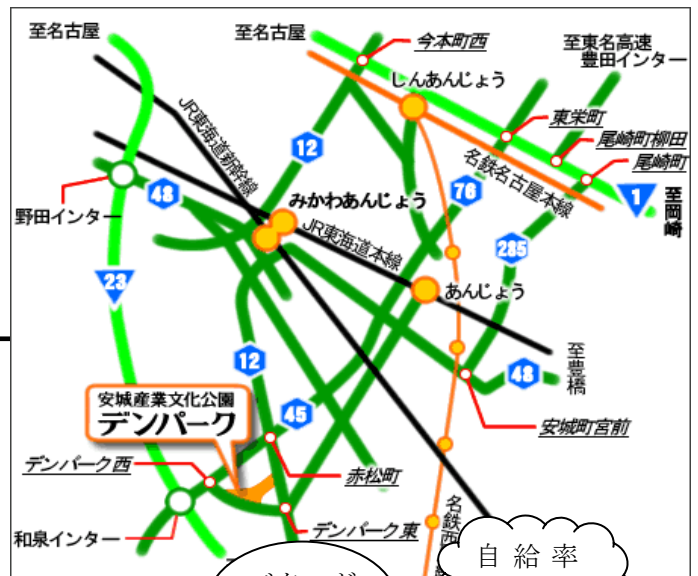 至名古屋
至名古屋
今本町西
至東名高速
豊田インター
しんあんじょう
東栄町
尾崎町柳田
尾崎町
JR東海道新幹線
12
名鉄名古屋本線
1
至岡崎
48
76
みかわあんじょう
野田インター
JR東海道本線
285
23
あんじょう
至豊橋
12
48
安城産業文化公園
デンパーク
45
安城町宮前
デンパーク西
赤松町
デンパーク東
和泉インター
名鉄西
自給率